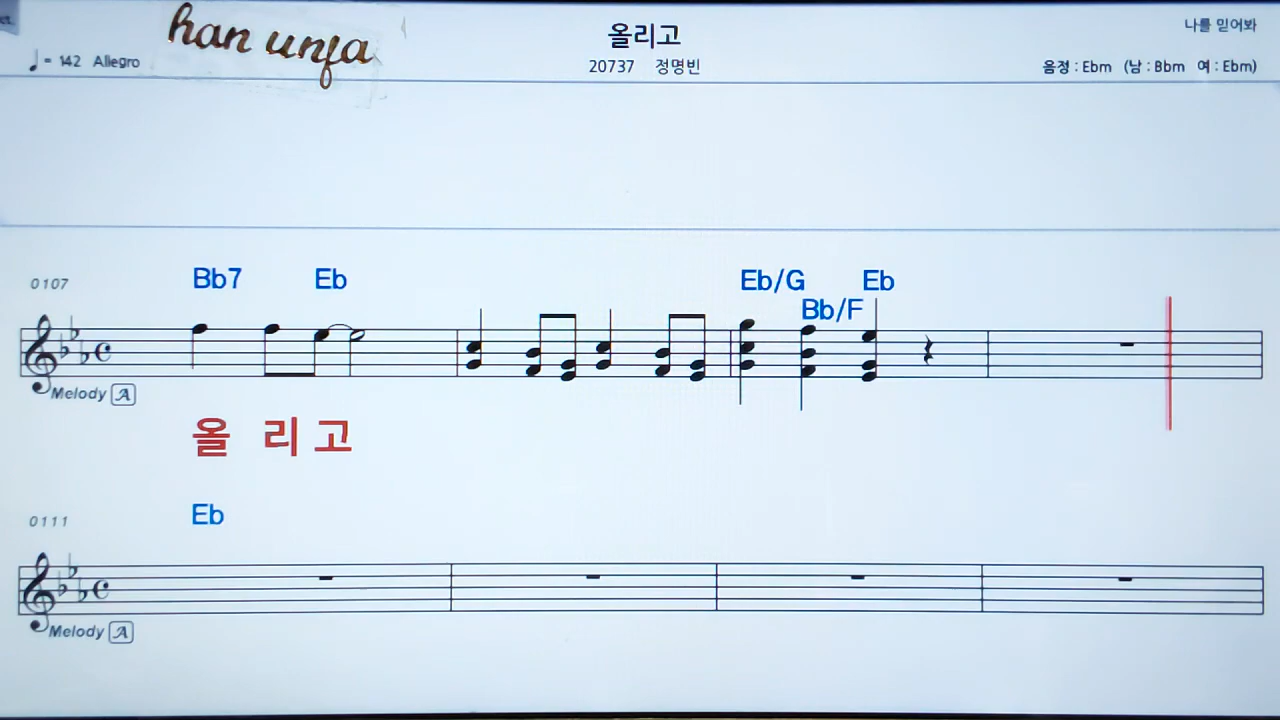 han unfa
올리고
나를 믿어봐
♩= 142 Allegro
20737 정명빈
음정 : Ebm (남 : Bbm 여 : Ebm)
0107
Bb7 Eb Eb/G Bb/F Eb
Melody A
올 리 고
0111
Eb
Melody A